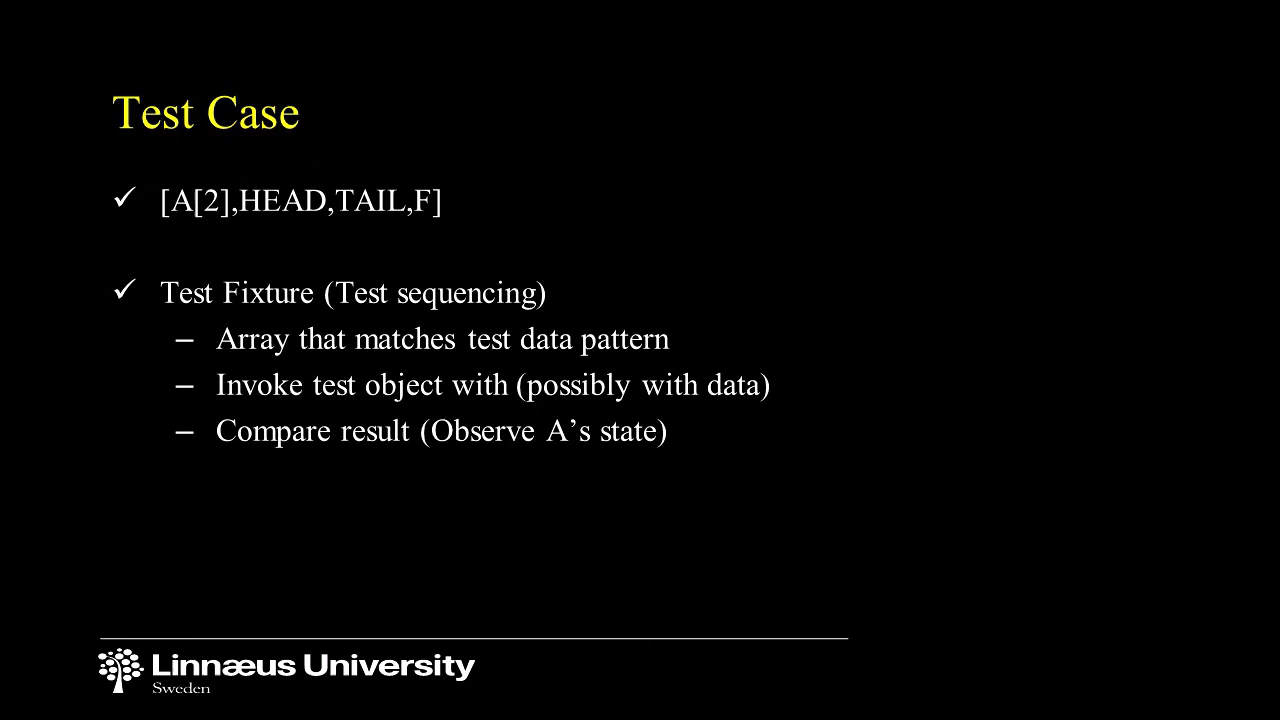 Test Case
✓ [A[2],HEAD,TAIL,F]
✓ Test Fixture (Test sequencing)
– Array that matches test data pattern
– Invoke test object with (possibly with data)
– Compare result (Observe A’s state)
Linnæus University
Sweden